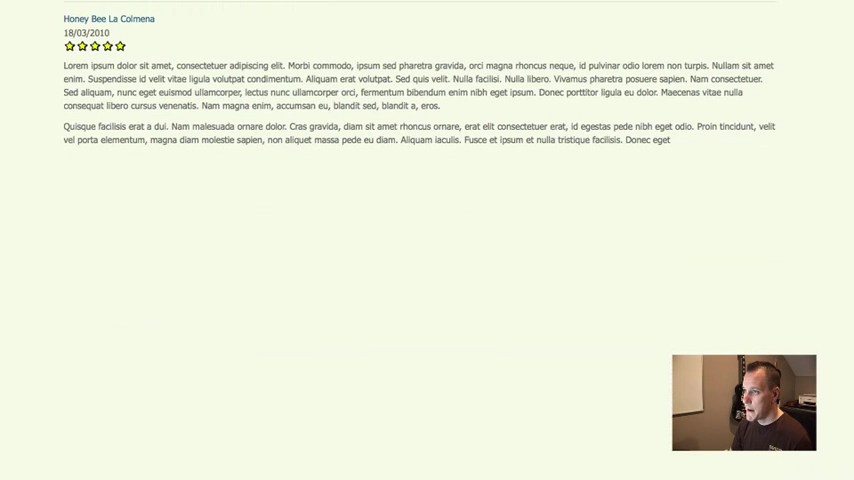 Honey Bee La Colmena
18/03/2010
Lorem ipsum dolor sit amet, consectetuer adipiscing elit. Morbi commodo, ipsum sed pharetra gravida, orci magna rhoncus neque, id pulvinar odio lorem non turpis. Nullam sit amet
enim. Suspendisse id velit vitae ligula volutpat condimentum. Aliquam erat volutpat. Sed quis velit. Nulla facilisi. Nulla libero. Vivamus pharetra posuere sapien. Nam consectetuer.
Sed aliquam, nunc eget euismod ullamcorper, lectus nunc ullamcorper orci, fermentum bibendum enim nibh eget ipsum. Donec porttitor ligula eu dolor. Maecenas vitae nulla
consequat libero cursus venenatis. Nam magna enim, accumsan eu, blandit sed, blandit a, eros.
Quisque facilisis erat a dui. Nam malesuada ornare dolor. Cras gravida, diam sit amet rhoncus ornare, erat elit consectetuer erat, id egestas pede nibh eget odio. Proin tincidunt, velit
vel porta elementum, magna diam molestie sapien, non aliquet massa pede eu diam. Aliquam iaculis. Fusce et ipsum et nulla tristique facilisis. Donec eget